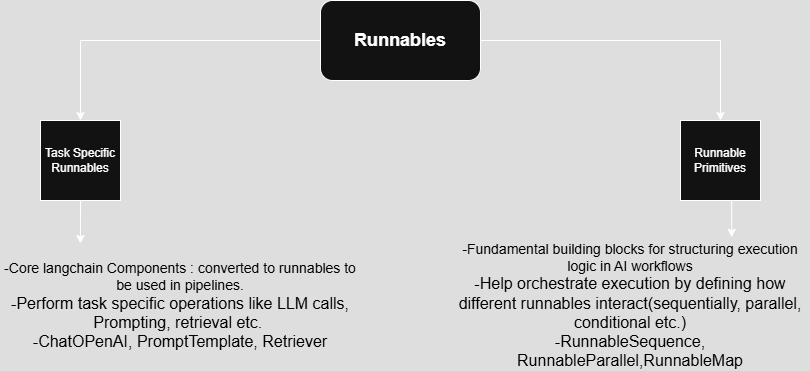 Runnables
Task Specific
Runnables
Runnable
Primitives
-Core langchain Components : converted to runnables to
be used in pipelines.
-Perform task specific operations like LLM calls,
Prompting, retrieval etc.
-ChatOPenAI, PromptTemplate, Retriever
-Fundamental building blocks for structuring execution
logic in AI workflows
-Help orchestrate execution by defining how
different runnables interact(sequentially, parallel,
conditional etc.)
-RunnableSequence,
RunnableParallel,RunnableMap